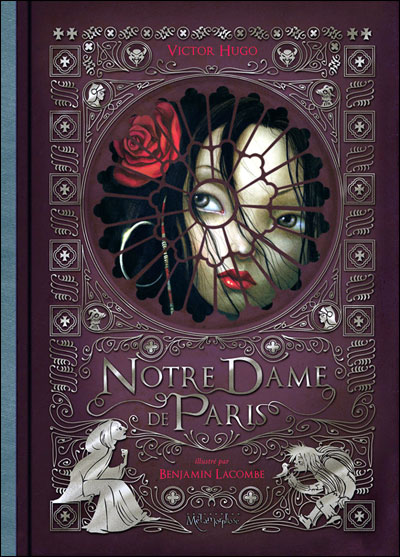 VICTOR HUGO
NOTRE DAME
DE PARIS
illustré par
BENJAMIN LACOMBE
Métamorphose